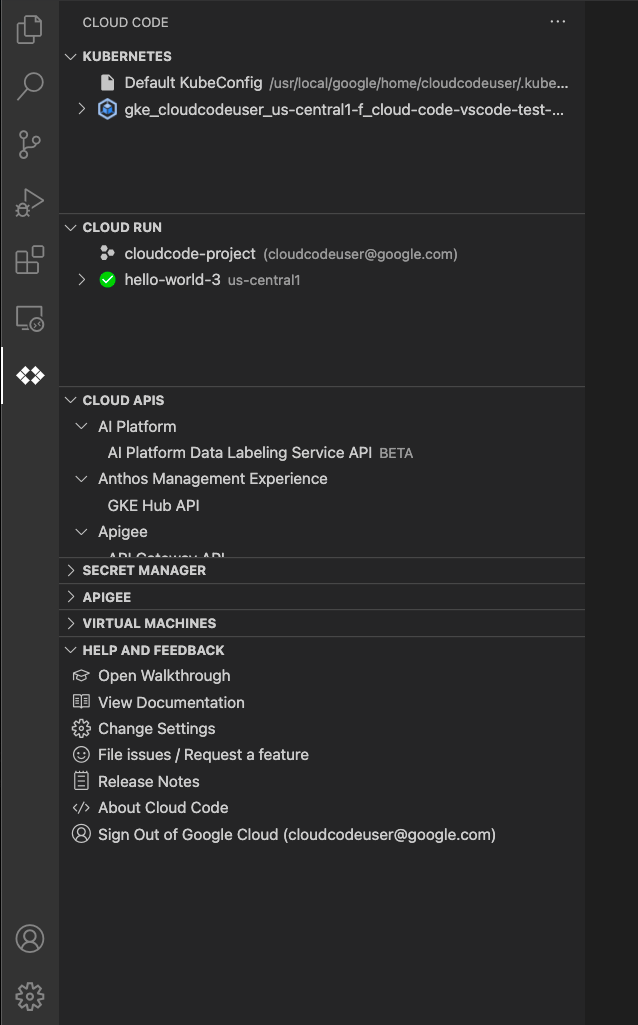 CLOUD CODE
KUBERNETES
Default KubeConfig /usr/local/google/home/cloudcodeuser/.kube...
gke_cloudcodeuser_us-central1-f_cloud-code-vscode-test-...
CLOUD RUN
cloudcode-project (cloudcodeuser@google.com)
hello-world-3 us-central1
CLOUD APIS
AI Platform
AI Platform Data Labeling Service API BETA
Anthos Management Experience
GKE Hub API
Apigee
API Gateway API
SECRET MANAGER
APIGEE
VIRTUAL MACHINES
HELP AND FEEDBACK
Open Walkthrough
View Documentation
Change Settings
File issues / Request a feature
Release Notes
About Cloud Code
Sign Out of Google Cloud (cloudcodeuser@google.com)